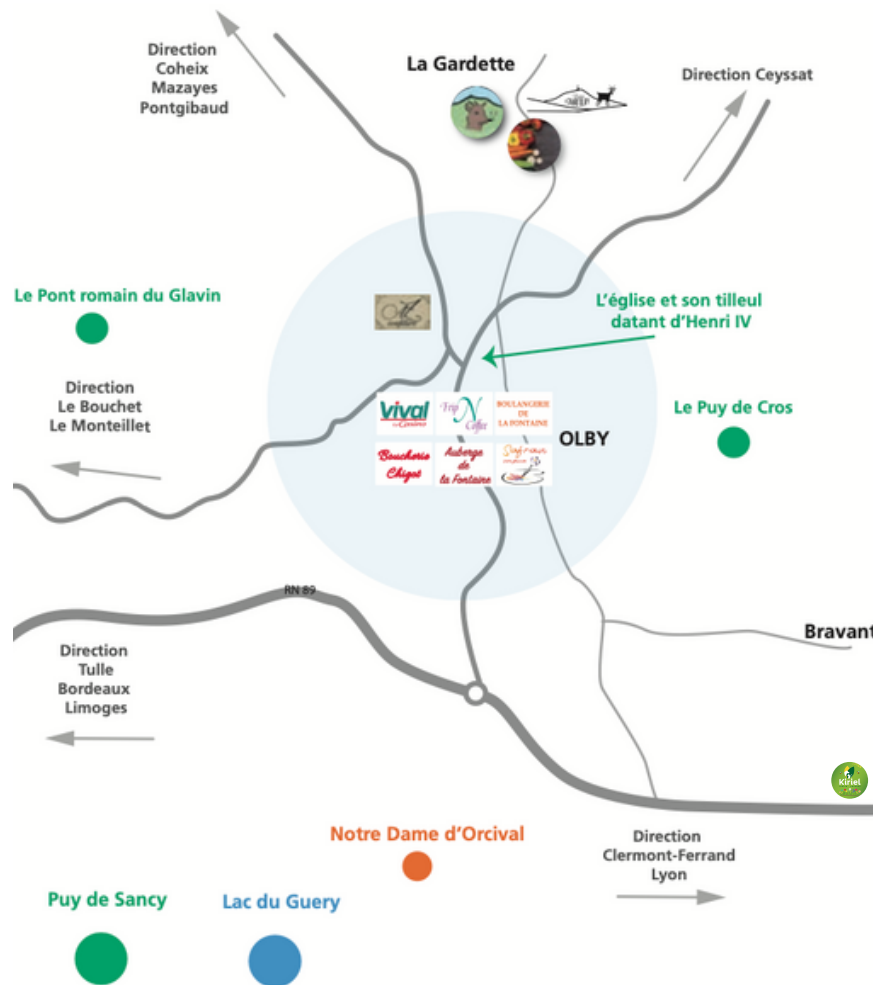 Direction
Coheix
Mazayes
Pontgibaud
La Gardette
Direction Ceyssat
Le Pont romain du Glavin
L'église et son tilleul
datant d'Henri IV
Direction
Le Bouchet
Le Monteillet
Vival
by Casino
Trip N
Coffee
BOULANGERIE
DE
LA FONTAINE
OLBY
Le Puy de Cros
Boucherie
Chigot
Auberge
de
la Fontaine
RN 89
Bravant
Direction
Tulle
Bordeaux
Limoges
Kiriel
Notre Dame d'Orcival
Direction
Clermont-Ferrand
Lyon
Puy de Sancy
Lac du Guery